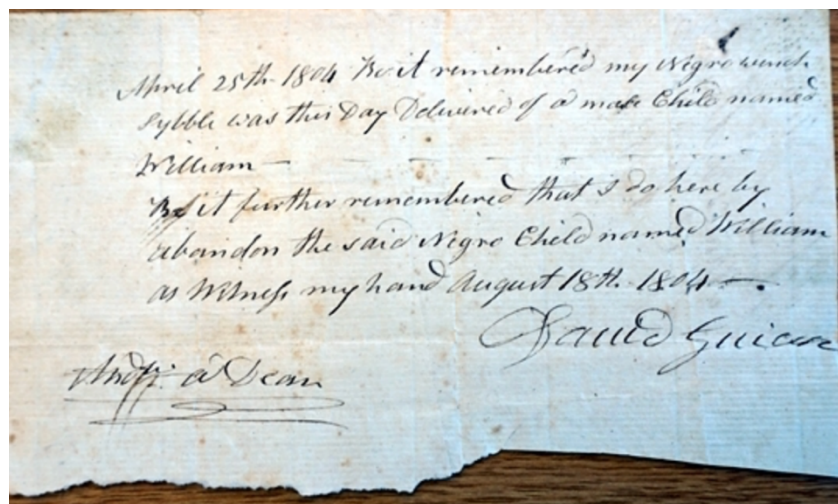 April 25th 1804 Be it remembered my Negro wench
Sybble was this Day Delivered of a male Child named
William —
Be it further remembered that I do here by
abandon the said Negro Child named William
as Witness my hand August 18th 1804 —
David
Dean